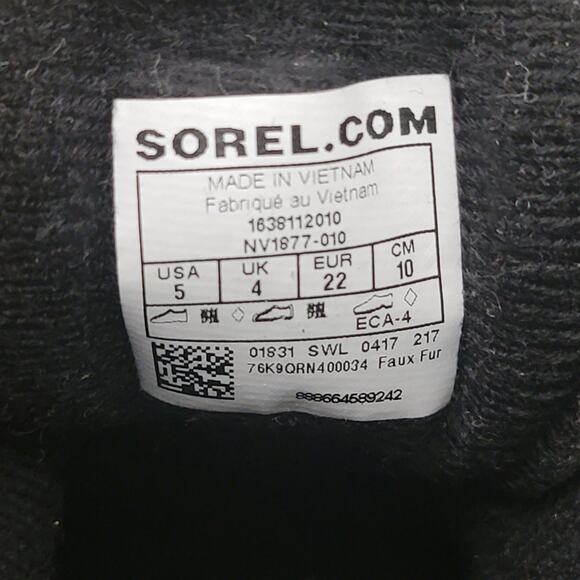 SOREL.COM
MADE IN VIETNAM
Fabriqué au Vietnam
1638112010
NV1877-010
USA UK EUR CM
5 4 22 10
ECA-4
01831 SWL 0417 217
76K9QRN400034 Faux Fur
888664589242